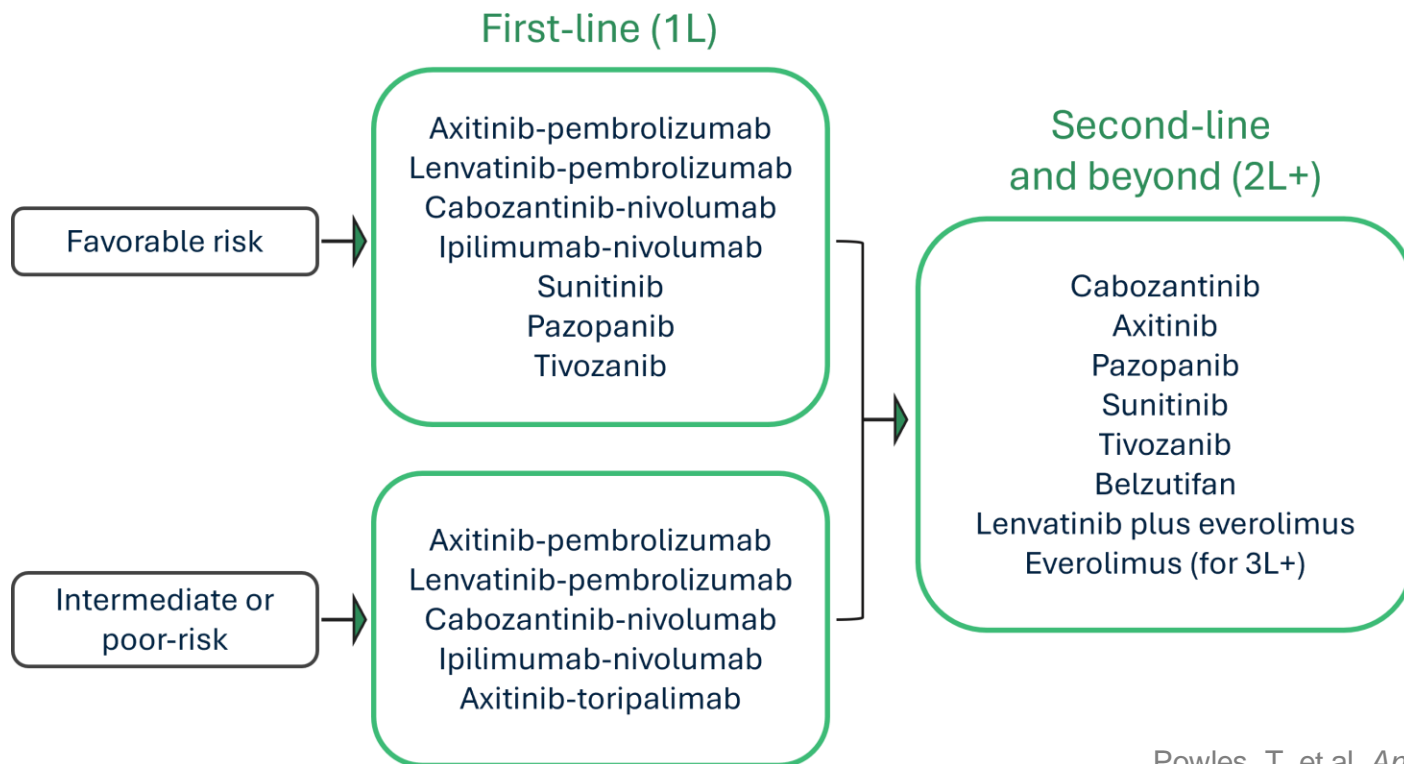 First-line (1L)
Favorable risk
Axitinib-pembrolizumab
Lenvatinib-pembrolizumab
Cabozantinib-nivolumab
Ipilimumab-nivolumab
Sunitinib
Pazopanib
Tivozanib
Intermediate or
poor-risk
Axitinib-pembrolizumab
Lenvatinib-pembrolizumab
Cabozantinib-nivolumab
Ipilimumab-nivolumab
Axitinib-toripalimab
Second-line
and beyond (2L+)
Cabozantinib
Axitinib
Pazopanib
Sunitinib
Tivozanib
Belzutifan
Lenvatinib plus everolimus
Everolimus (for 3L+)
Powles, T. et al.